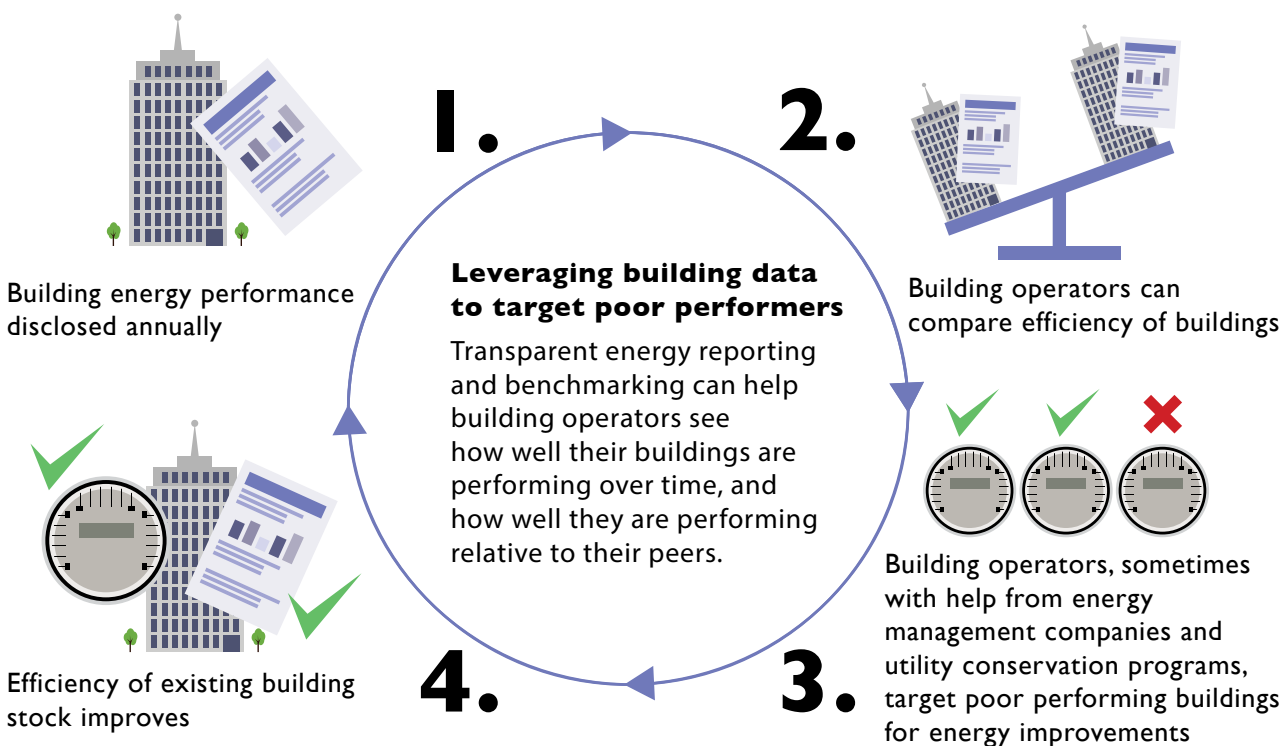 1.
Building energy performance
disclosed annually
2.
Building operators can
compare efficiency of buildings
Leveraging building data
to target poor performers
Transparent energy reporting
and benchmarking can help
building operators see
how well their buildings are
performing over time, and
how well they are performing
relative to their peers.
3.
Building operators, sometimes
with help from energy
management companies and
utility conservation programs,
target poor performing buildings
for energy improvements
4.
Efficiency of existing building
stock improves